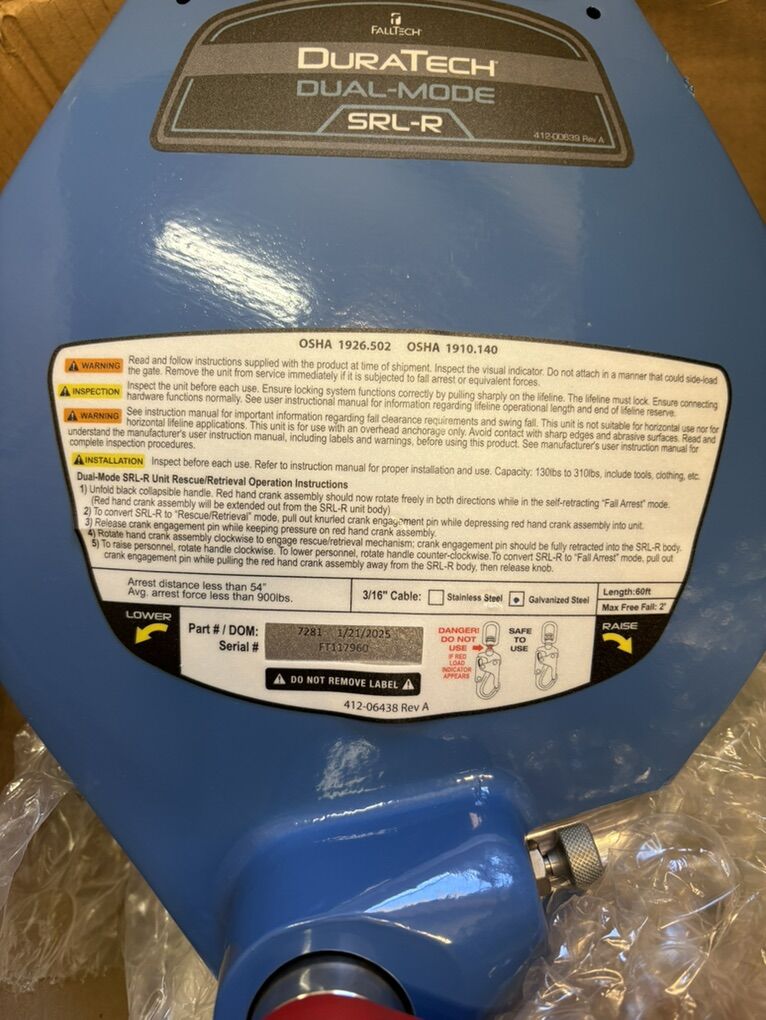 FALLTECH
DURATECH®
DUAL-MODE
SRL-R
412-00639 Rev A
OSHA 1926.502 OSHA 1910.140
WARNING Read and follow instructions supplied with the product at time of shipment. Inspect the visual indicator. Do not attach in a manner that could side-load
the gate. Remove the unit from service immediately if it is subjected to fall arrest or equivalent forces.
INSPECTION Inspect the unit before each use. Ensure locking system functions correctly by pulling sharply on the lifeline. The lifeline must lock. Ensure connecting
hardware functions normally. See user instructional manual for information regarding lifeline operational length and end of lifeline reserve.
WARNING See instruction manual for important information regarding fall clearance requirements and swing fall. This unit is not suitable for horizontal use nor for
horizontal lifeline applications. This unit is for use with an overhead anchorage only. Avoid contact with sharp edges and abrasive surfaces. Read and
understand the manufacturer's user instruction manual, including labels and warnings, before using this product. See manufacturer's user instruction manual for
complete inspection procedures.
INSTALLATION Inspect before each use. Refer to instruction manual for proper installation and use. Capacity: 130lbs to 310lbs, include tools, clothing, etc.
Dual-Mode SRL-R Unit Rescue/Retrieval Operation Instructions
1) Unfold black collapsible handle. Red hand crank assembly should now rotate freely in both directions while in the self-retracting "Fall Arrest" mode.
(Red hand crank assembly will be extended out from the SRL-R unit body)
2) To convert SRL-R to "Rescue/Retrieval" mode, pull out knurled crank engagement pin while depressing red hand crank assembly into unit.
3) Release crank engagement pin while keeping pressure on red hand crank assembly.
4) Rotate hand crank assembly clockwise to engage rescue/retrieval mechanism; crank engagement pin should be fully retracted into the SRL-R body.
5) To raise personnel, rotate handle clockwise. To lower personnel, rotate handle counter-clockwise.To convert SRL-R to "Fall Arrest" mode, pull out
crank engagement pin while pulling the red hand crank assembly away from the SRL-R body, then release knob.
Arrest distance less than 54"
Avg. arrest force less than 900lbs.
3/16" Cable: Stainless Steel Galvanized Steel
Length:60ft
Max Free Fall: 2'
LOWER
Part # / DOM: 7281 1/21/2025
Serial # FT117960
DO NOT REMOVE LABEL
412-06438 Rev A
DANGER!
DO NOT
USE
IF RED
LOAD
INDICATOR
APPEARS
SAFE
TO
USE
RAISE